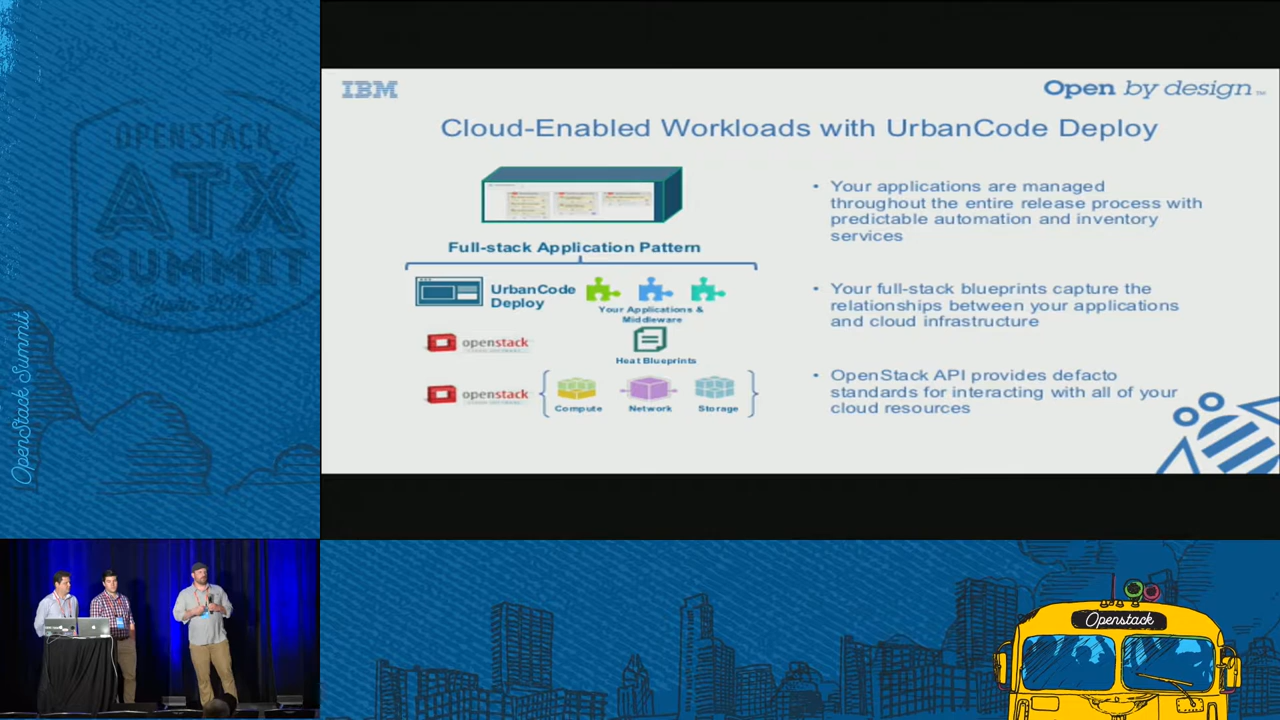 OPENSTACK
ATX
SUMMIT
OpenStack Summit
IBM
Open by design
Cloud-Enabled Workloads with UrbanCode Deploy
Full-stack Application Pattern
UrbanCode
Deploy
Your Applications &
Middleware
openstack
Heat Blueprints
openstack
Compute
Network
Storage
• Your applications are managed
throughout the entire release process with
predictable automation and inventory
services
• Your full-stack blueprints capture the
relationships between your applications
and cloud infrastructure
• OpenStack API provides defacto
standards for interacting with all of your
cloud resources
Openstack